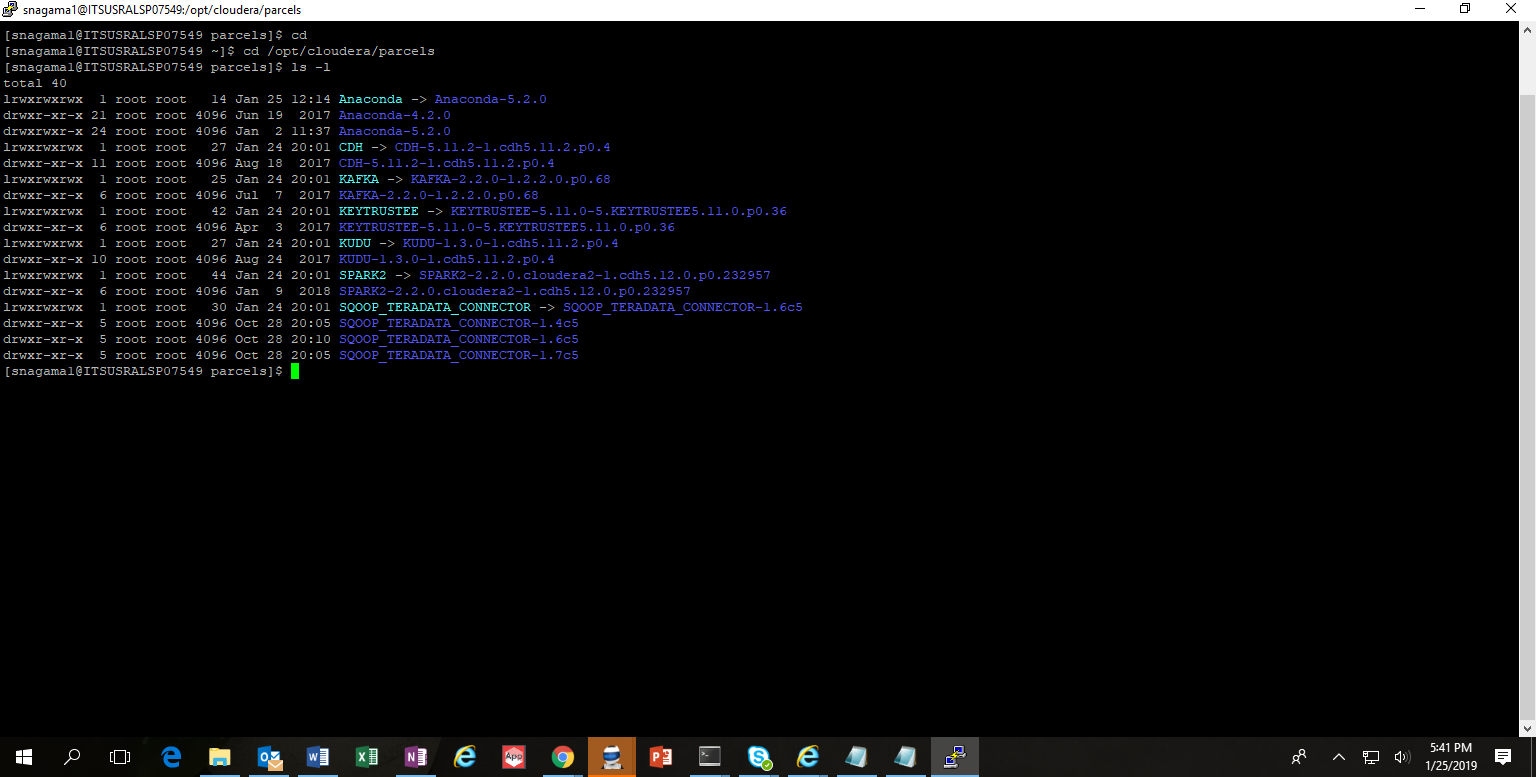 snagama1@ITSUSRALSP07549:/opt/cloudera/parcels
[snagama1@ITSUSRALSP07549 parcels]$ cd
[snagama1@ITSUSRALSP07549 ~]$ cd /opt/cloudera/parcels
[snagama1@ITSUSRALSP07549 parcels]$ ls -l
total 40
lrwxrwxrwx  1 root root   14 Jan 25 12:14 Anaconda -> Anaconda-5.2.0
drwxr-xr-x 21 root root 4096 Jun 19  2017 Anaconda-4.2.0
drwxr-xr-x 24 root root 4096 Jan  2 11:37 Anaconda-5.2.0
lrwxrwxrwx  1 root root   27 Jan 24 20:01 CDH -> CDH-5.11.2-1.cdh5.11.2.p0.4
drwxr-xr-x 11 root root 4096 Aug 18  2017 CDH-5.11.2-1.cdh5.11.2.p0.4
lrwxrwxrwx  1 root root   25 Jan 24 20:01 KAFKA -> KAFKA-2.2.0-1.2.2.0.p0.68
drwxr-xr-x  6 root root 4096 Jul  7  2017 KAFKA-2.2.0-1.2.2.0.p0.68
lrwxrwxrwx  1 root root   42 Jan 24 20:01 KEYTRUSTEE -> KEYTRUSTEE-5.11.0-5.KEYTRUSTEE5.11.0.p0.36
drwxr-xr-x  6 root root 4096 Apr  3  2017 KEYTRUSTEE-5.11.0-5.KEYTRUSTEE5.11.0.p0.36
lrwxrwxrwx  1 root root   27 Jan 24 20:01 KUDU -> KUDU-1.3.0-1.cdh5.11.2.p0.4
drwxr-xr-x 10 root root 4096 Aug 24  2017 KUDU-1.3.0-1.cdh5.11.2.p0.4
lrwxrwxrwx  1 root root   44 Jan 24 20:01 SPARK2 -> SPARK2-2.2.0.cloudera2-1.cdh5.12.0.p0.232957
drwxr-xr-x  6 root root 4096 Jan  9  2018 SPARK2-2.2.0.cloudera2-1.cdh5.12.0.p0.232957
lrwxrwxrwx  1 root root   30 Jan 24 20:01 SQOOP_TERADATA_CONNECTOR -> SQOOP_TERADATA_CONNECTOR-1.6c5
drwxr-xr-x  5 root root 4096 Oct 28 20:05 SQOOP_TERADATA_CONNECTOR-1.4c5
drwxr-xr-x  5 root root 4096 Oct 28 20:10 SQOOP_TERADATA_CONNECTOR-1.6c5
drwxr-xr-x  5 root root 4096 Oct 28 20:05 SQOOP_TERADATA_CONNECTOR-1.7c5
[snagama1@ITSUSRALSP07549 parcels]$
App
5:41 PM
1/25/2019